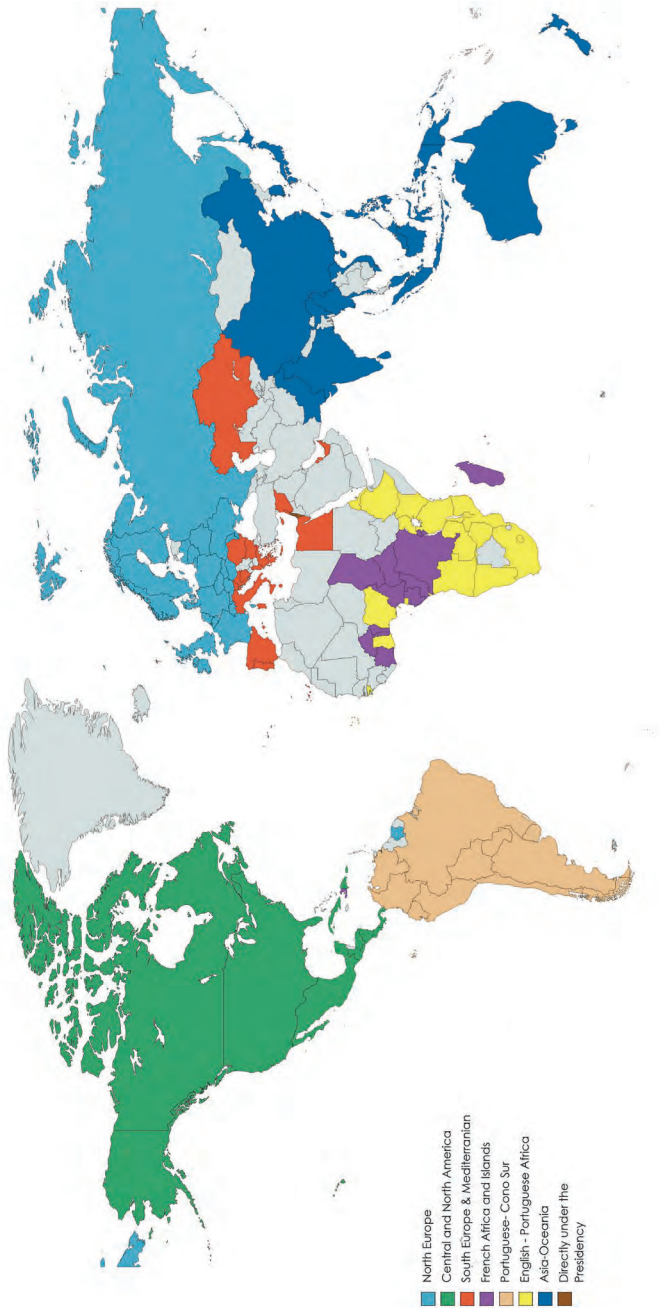 North Europe
Central and North America
South Europe & Mediterranian
French Africa and Islands
Portuguese- Cono Sur
English - Portuguese Africa
Asia-Oceania
Directly under the
Presidency